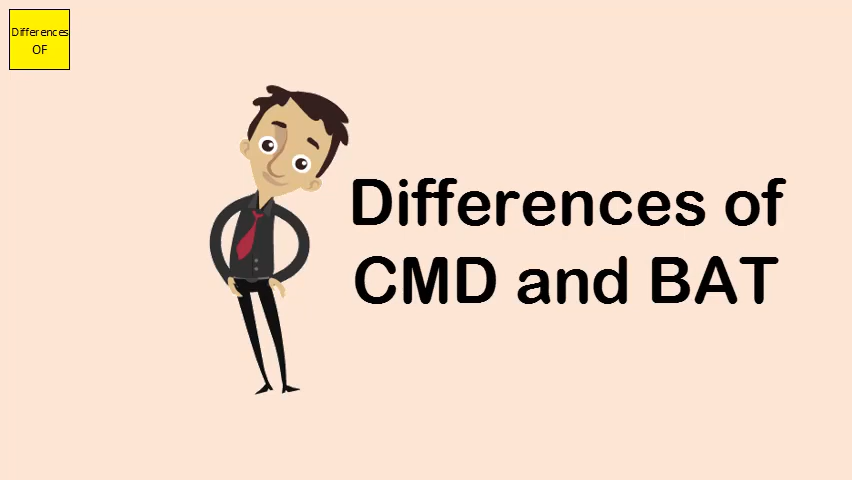 Differences
OF
Differences of
CMD and BAT